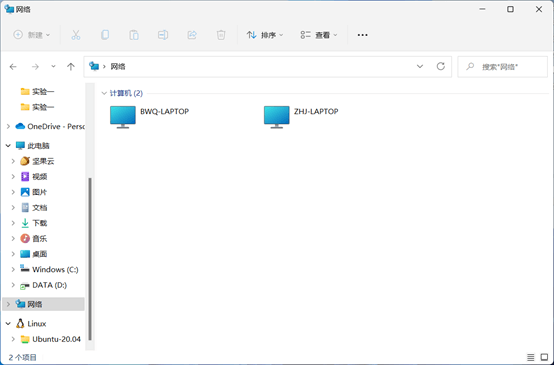 网络
新建
排序
查看
网络
搜索"网络"
实验一
实验一
OneDrive - Perso
此电脑
坚果云
视频
图片
文档
下载
音乐
桌面
Windows (C:)
DATA (D:)
网络
Linux
Ubuntu-20.04
计算机 (2)
BWQ-LAPTOP
ZHJ-LAPTOP
2 个项目